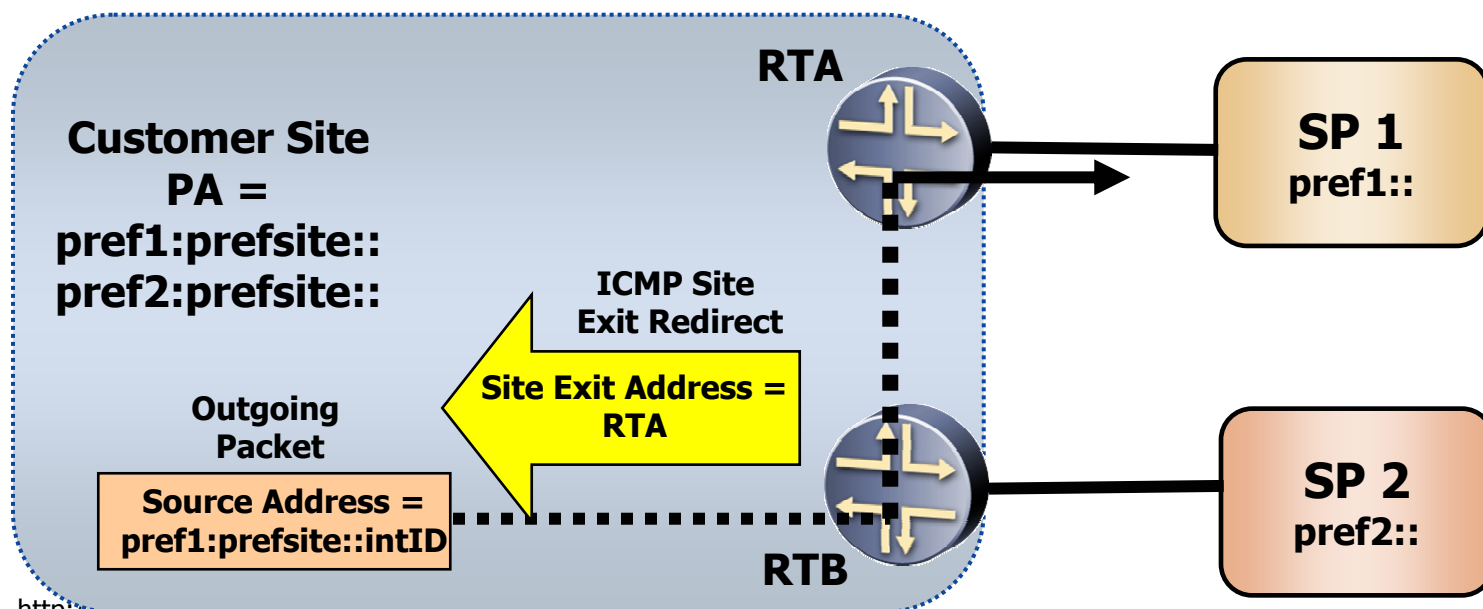 RTA
Customer Site
PA =
pref1:prefsite::
pref2:prefsite::
SP 1
pref1::
ICMP Site
Exit Redirect
Site Exit Address =
RTA
Outgoing
Packet
Source Address =
pref1:prefsite::intID
RTB
SP 2
pref2::